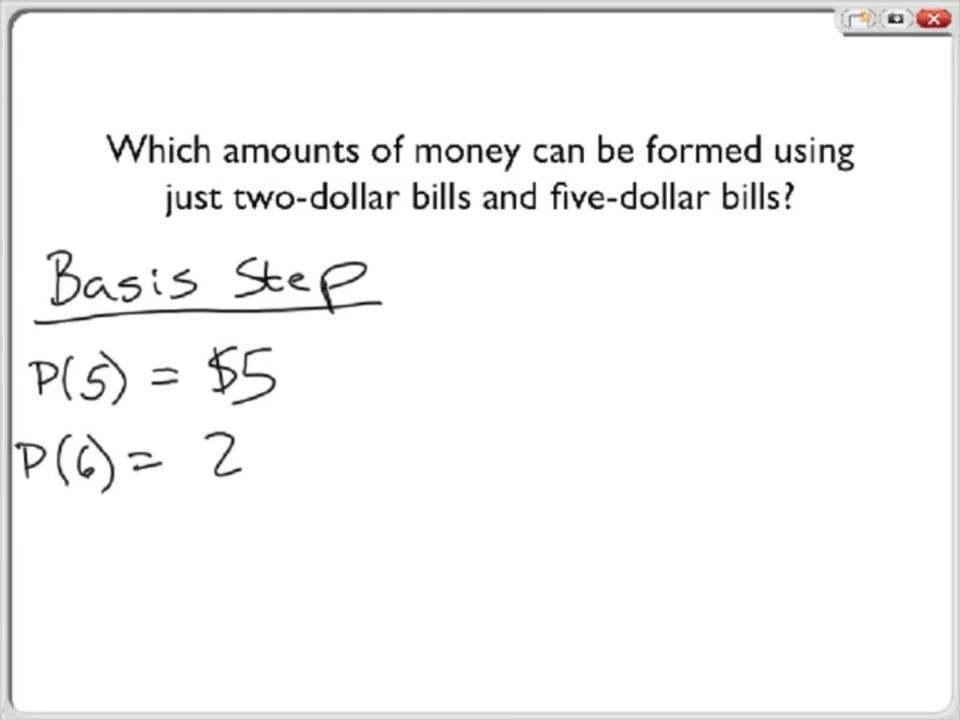 Which amounts of money can be formed using
just two-dollar bills and five-dollar bills?
Basis Step
P(5) = $5
P(6) = 2